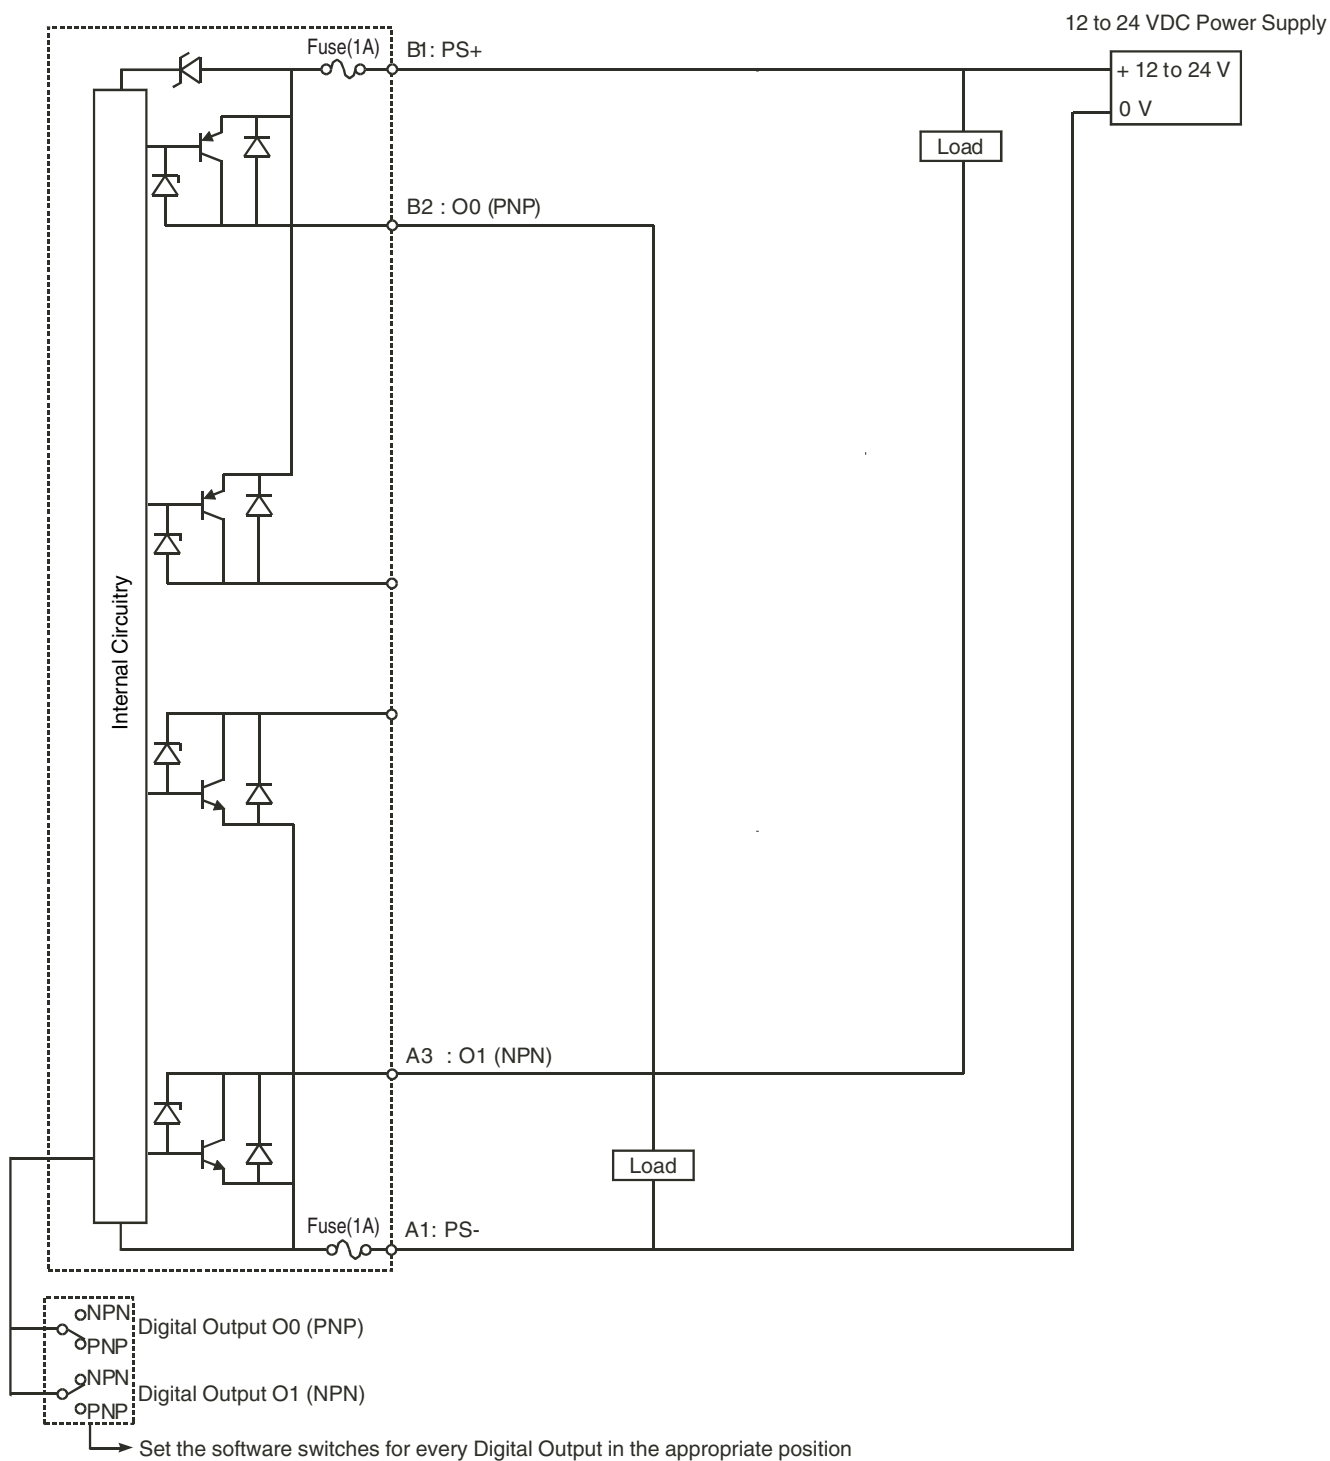 12 to 24 VDC Power Supply
Fuse(1A)
B1: PS+
+ 12 to 24 V
0 V
Load
B2 : O0 (PNP)
Internal Circuitry
A3 : O1 (NPN)
Load
Fuse(1A)
A1: PS-
NPN
Digital Output O0 (PNP)
PNP
NPN
Digital Output O1 (NPN)
PNP
Set the software switches for every Digital Output in the appropriate position